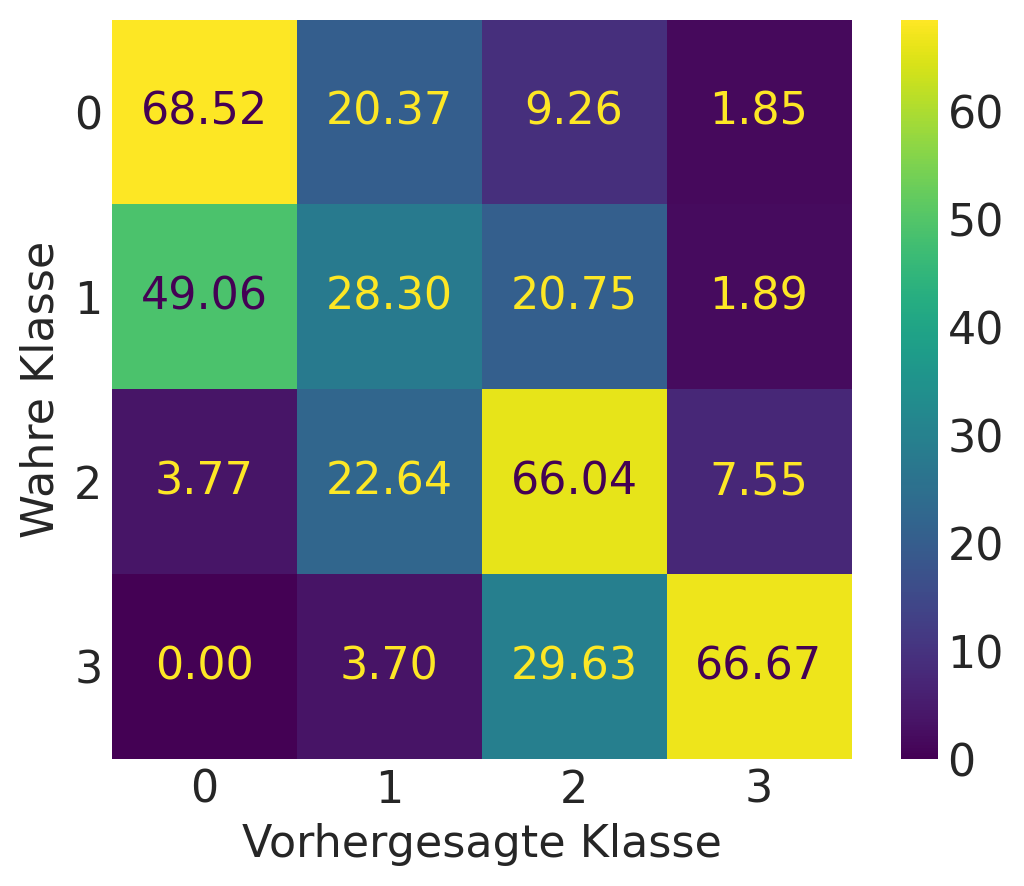 0 68.52 20.37 9.26 1.85
1 49.06 28.30 20.75 1.89
2 3.77 22.64 66.04 7.55
3 0.00 3.70 29.63 66.67
0 1 2 3
Vorhergesagte Klasse
Wahre Klasse
60
50
40
30
20
10
0